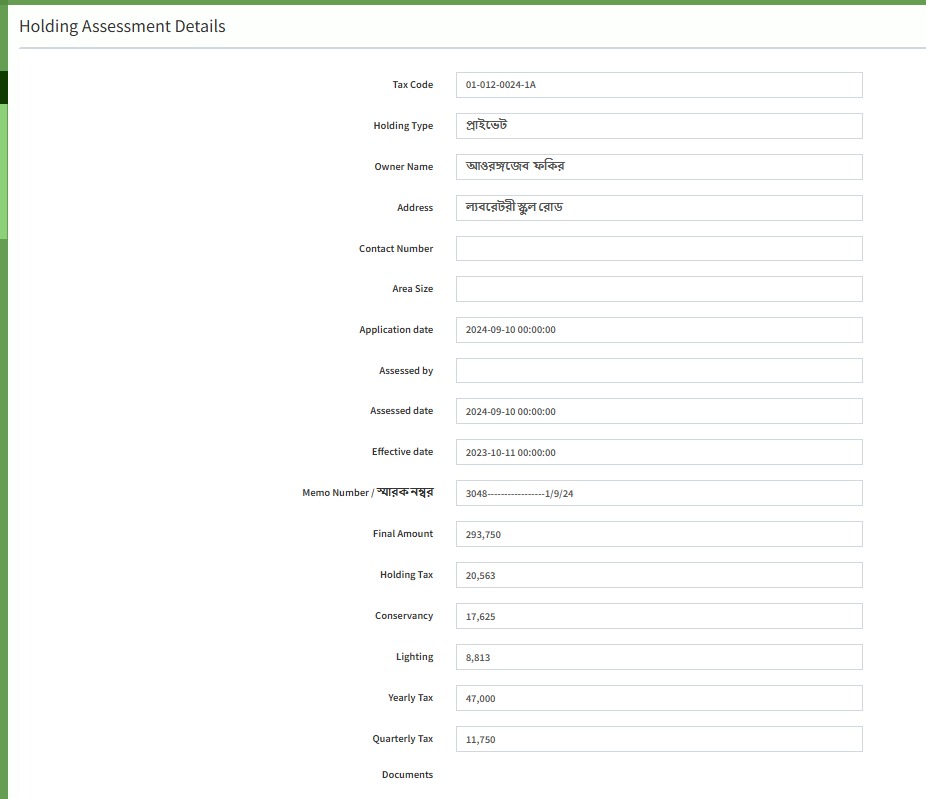 Holding Assessment Details
Tax Code 01-012-0024-1A
Holding Type প্রাইভেট
Owner Name আওরঙ্গজেব ফকির
Address ল্যবরেটরী স্কুল রোড
Contact Number
Area Size
Application date 2024-09-10 00:00:00
Assessed by
Assessed date 2024-09-10 00:00:00
Effective date 2023-10-11 00:00:00
Memo Number / স্মারক নম্বর 3048-----------------1/9/24
Final Amount 293,750
Holding Tax 20,563
Conservancy 17,625
Lighting 8,813
Yearly Tax 47,000
Quarterly Tax 11,750
Documents